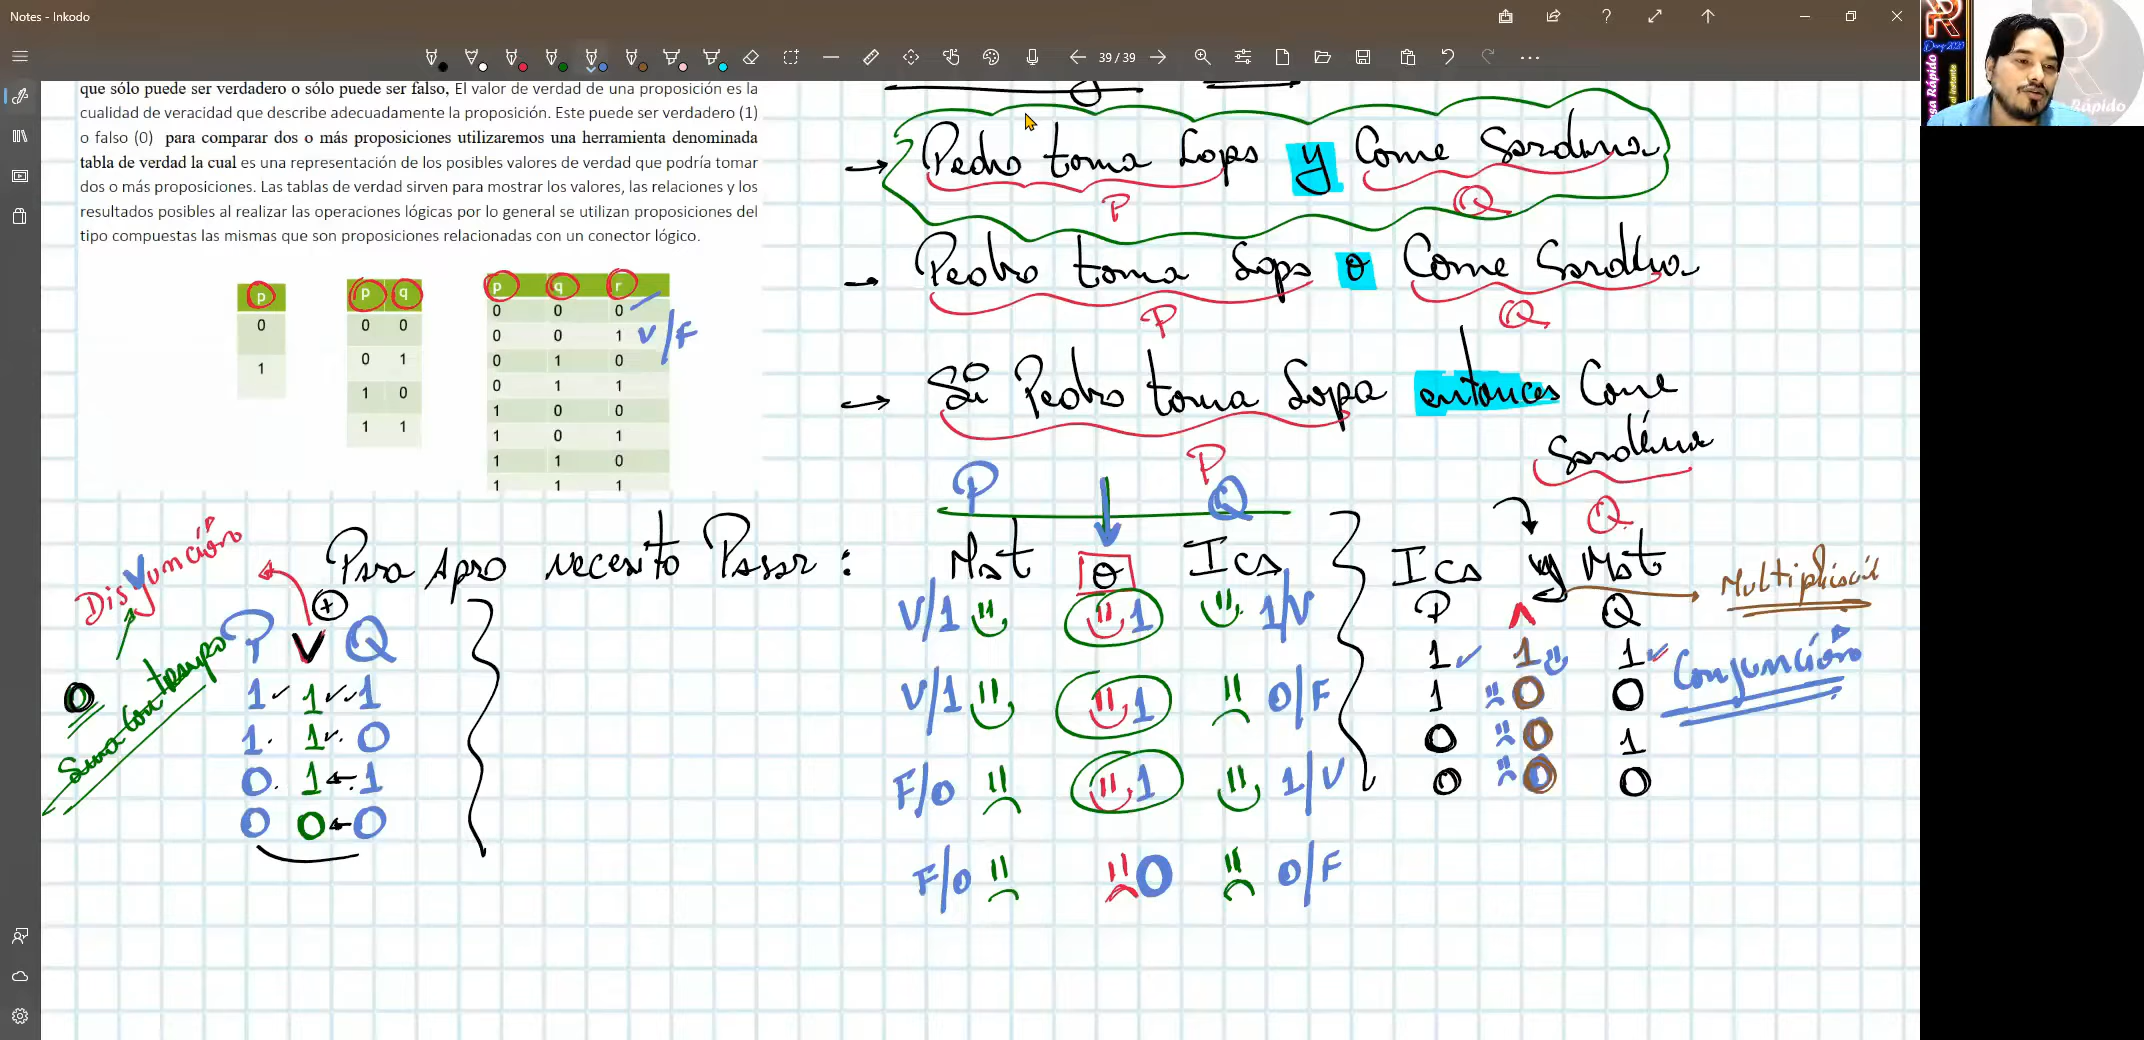 Notes - Inkodo
39 / 39
que sólo puede ser verdadero o sólo puede ser falso, El valor de verdad de una proposición es la
cualidad de veracidad que describe adecuadamente la proposición. Este puede ser verdadero (1)
o falso (0)  para comparar dos o más proposiciones utilizaremos una herramienta denominada
tabla de verdad la cual es una representación de los posibles valores de verdad que podría tomar
dos o más proposiciones. Las tablas de verdad sirven para mostrar los valores, las relaciones y los
resultados posibles al realizar las operaciones lógicas por lo general se utilizan proposiciones del
tipo compuestas las mismas que son proposiciones relacionadas con un conector lógico.
p
0
1
p q
0 0
0 1
1 0
1 1
p q r
0 0 0
0 0 1 V/F
0 1 0
0 1 1
1 0 0
1 0 1
1 1 0
1 1 1
Pedro toma Sopa y Come Sardina
P Q
Pedro toma Sopa o Come Sardina
P Q
Si Pedro toma Sopa entonces Come
Sardina
P Q
Disyunción
Para Apro necesito Pasar :
P V Q
1 1 1
1 1 0
0 1 1
0 0 0
Suma Con trampa
P Q
Mat O Ics
V/1 1 1/V
V/1 1 0/F
F/0 1 1/V
F/0 0 0/F
Ics y Mat
P ∧ Q
1 1 1
1 0 0
0 0 1
0 0 0
Conjunción
Rápido